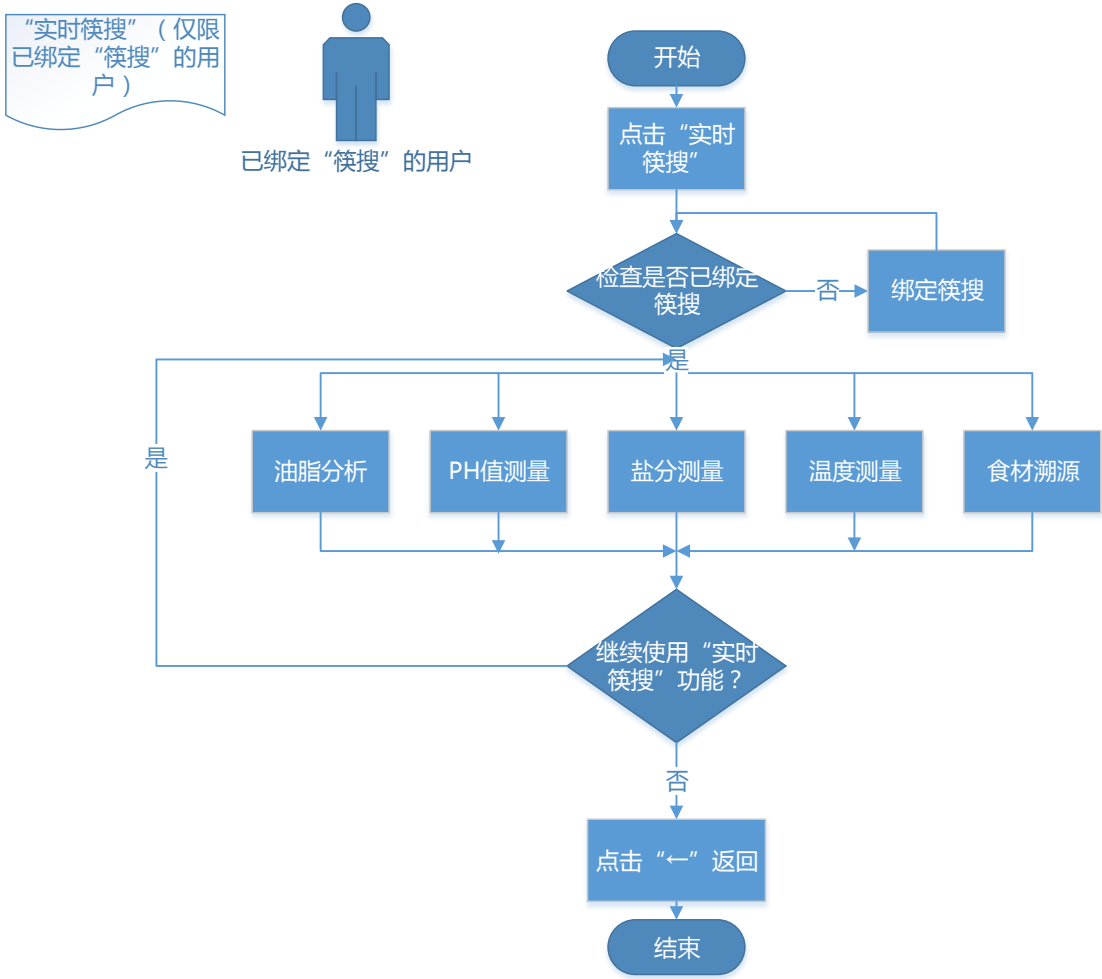 “实时筷搜”（仅限
已绑定“筷搜”的用
户）
已绑定“筷搜”的用户
开始
点击“实时
筷搜”
检查是否已绑定
筷搜
否
绑定筷搜
是
是
油脂分析
PH值测量
盐分测量
温度测量
食材溯源
继续使用“实时
筷搜”功能？
否
点击“←”返回
结束